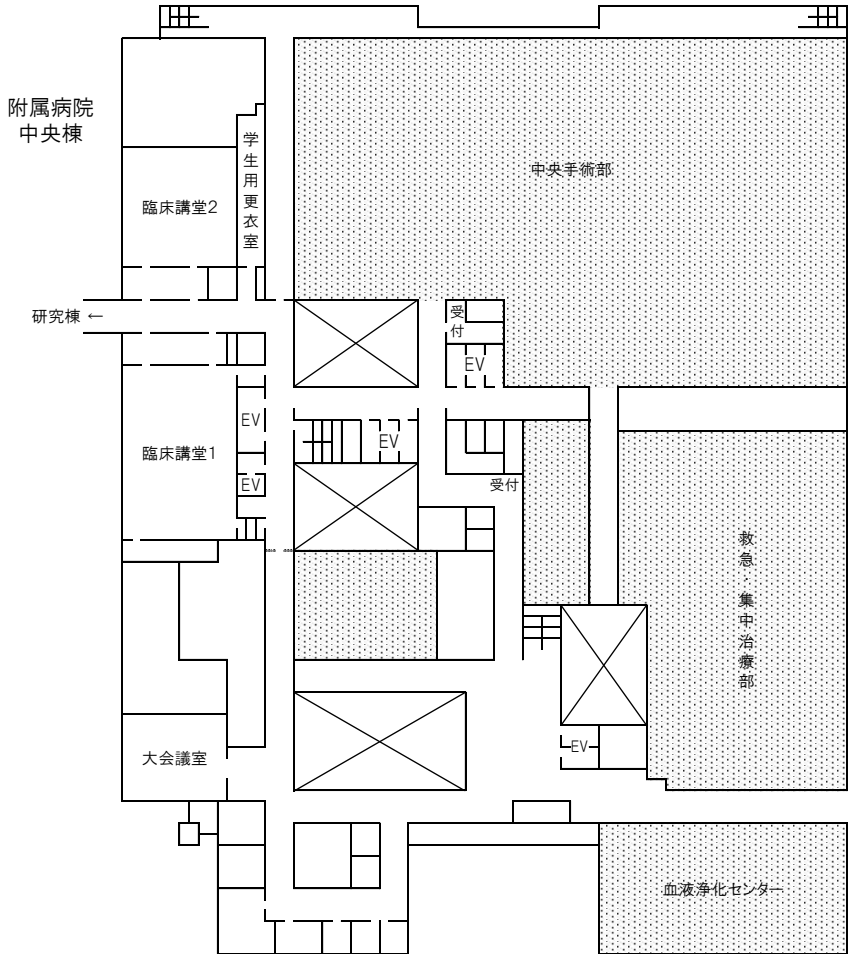 附属病院
中央棟
学生用更衣室
中央手術部
臨床講堂2
研究棟 ←
受付
EV
EV
EV
臨床講堂1
EV
受付
救急・集中治療部
大会議室
EV
血液浄化センター